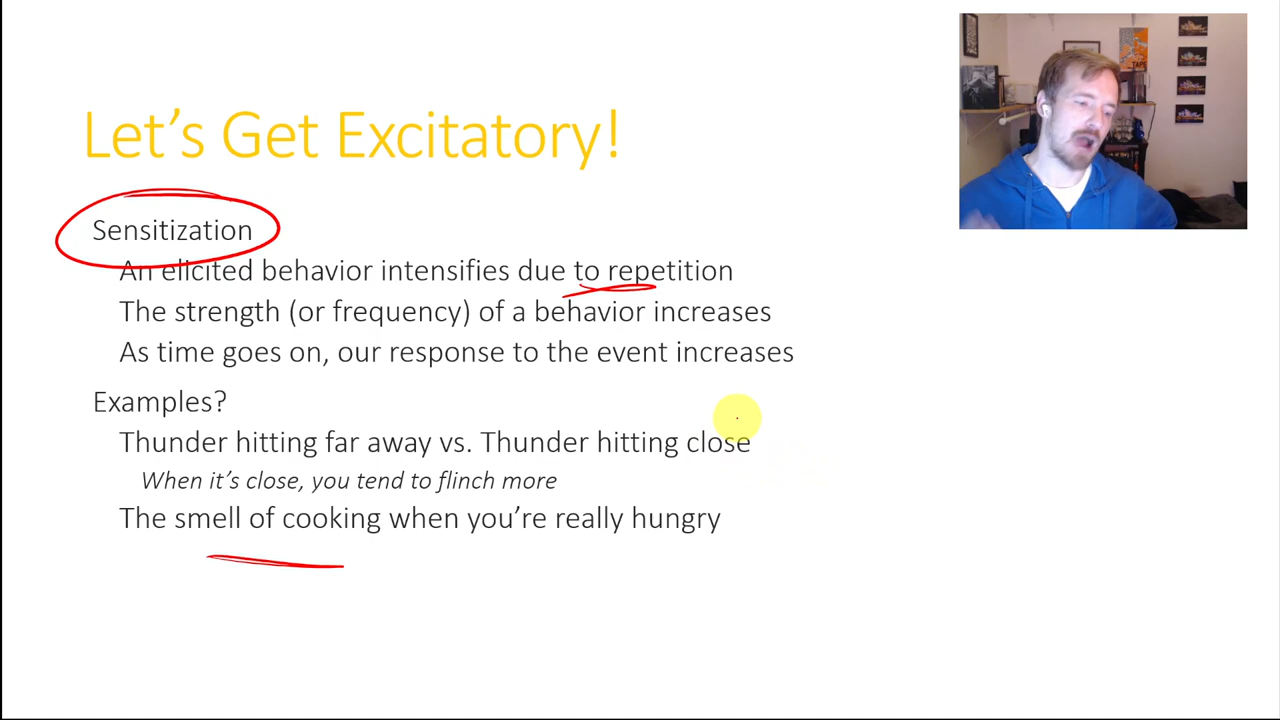 Let's Get Excitatory!
Sensitization
An elicited behavior intensifies due to repetition
The strength (or frequency) of a behavior increases
As time goes on, our response to the event increases
Examples?
Thunder hitting far away vs. Thunder hitting close
When it's close, you tend to flinch more
The smell of cooking when you're really hungry